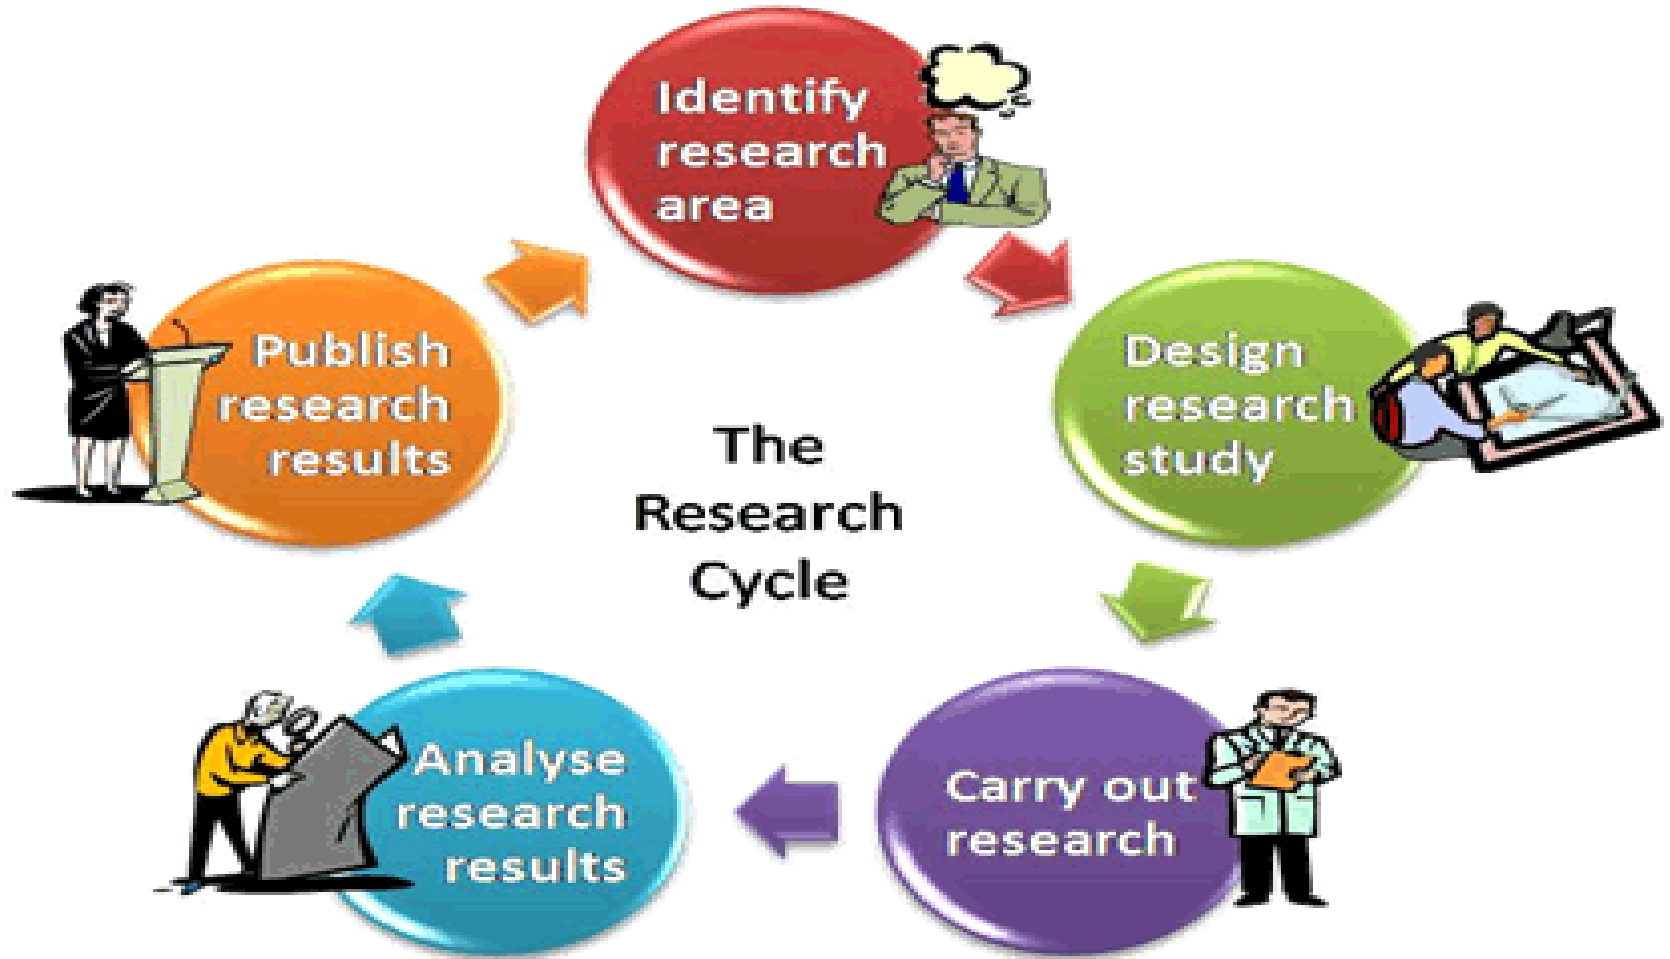 Identify
research
area
Design
research
study
Carry out
research
Analyse
research
results
Publish
research
results
The
Research
Cycle